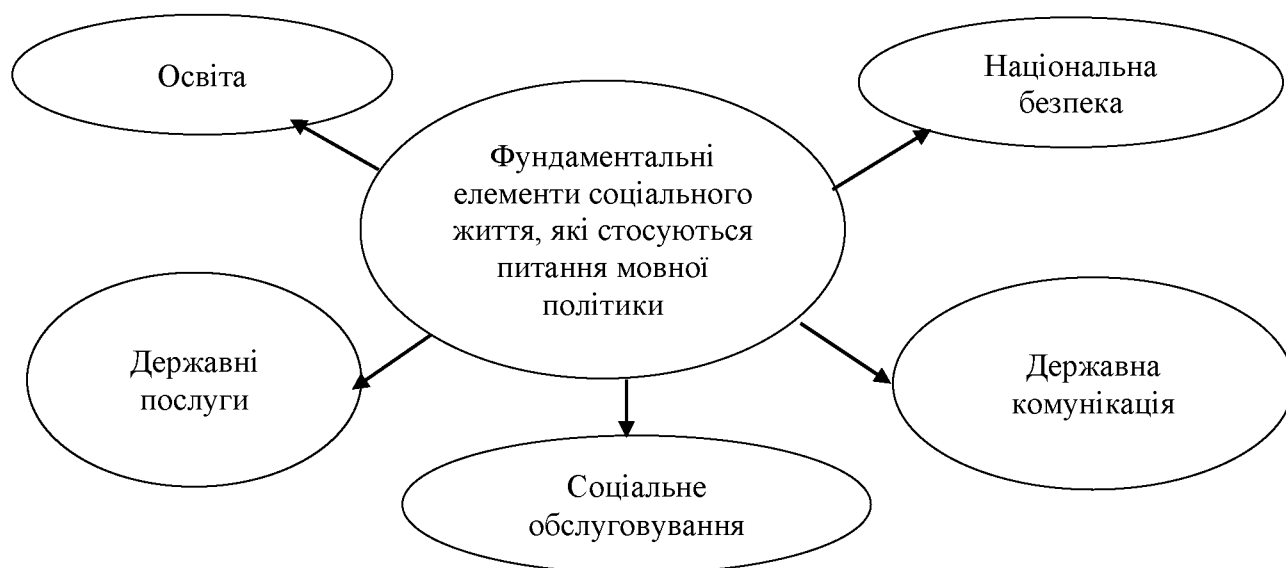 Освіта
Національна
безпека
Фундаментальні
елементи соціального
життя, які стосуються
питання мовної
політики
Державні
послуги
Державна
комунікація
Соціальне
обслуговування